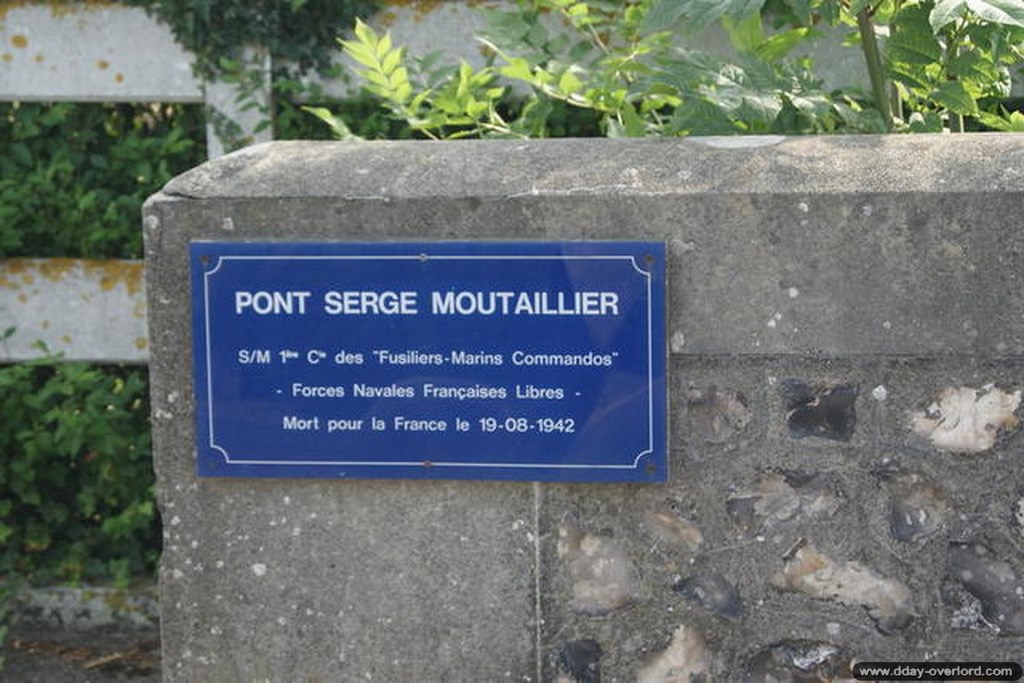 PONT SERGE MOUTAILLIER
S/M 1ère Cie des "Fusiliers-Marins Commandos"
- Forces Navales Françaises Libres -
Mort pour la France le 19-08-1942
www.dday-overlord.com